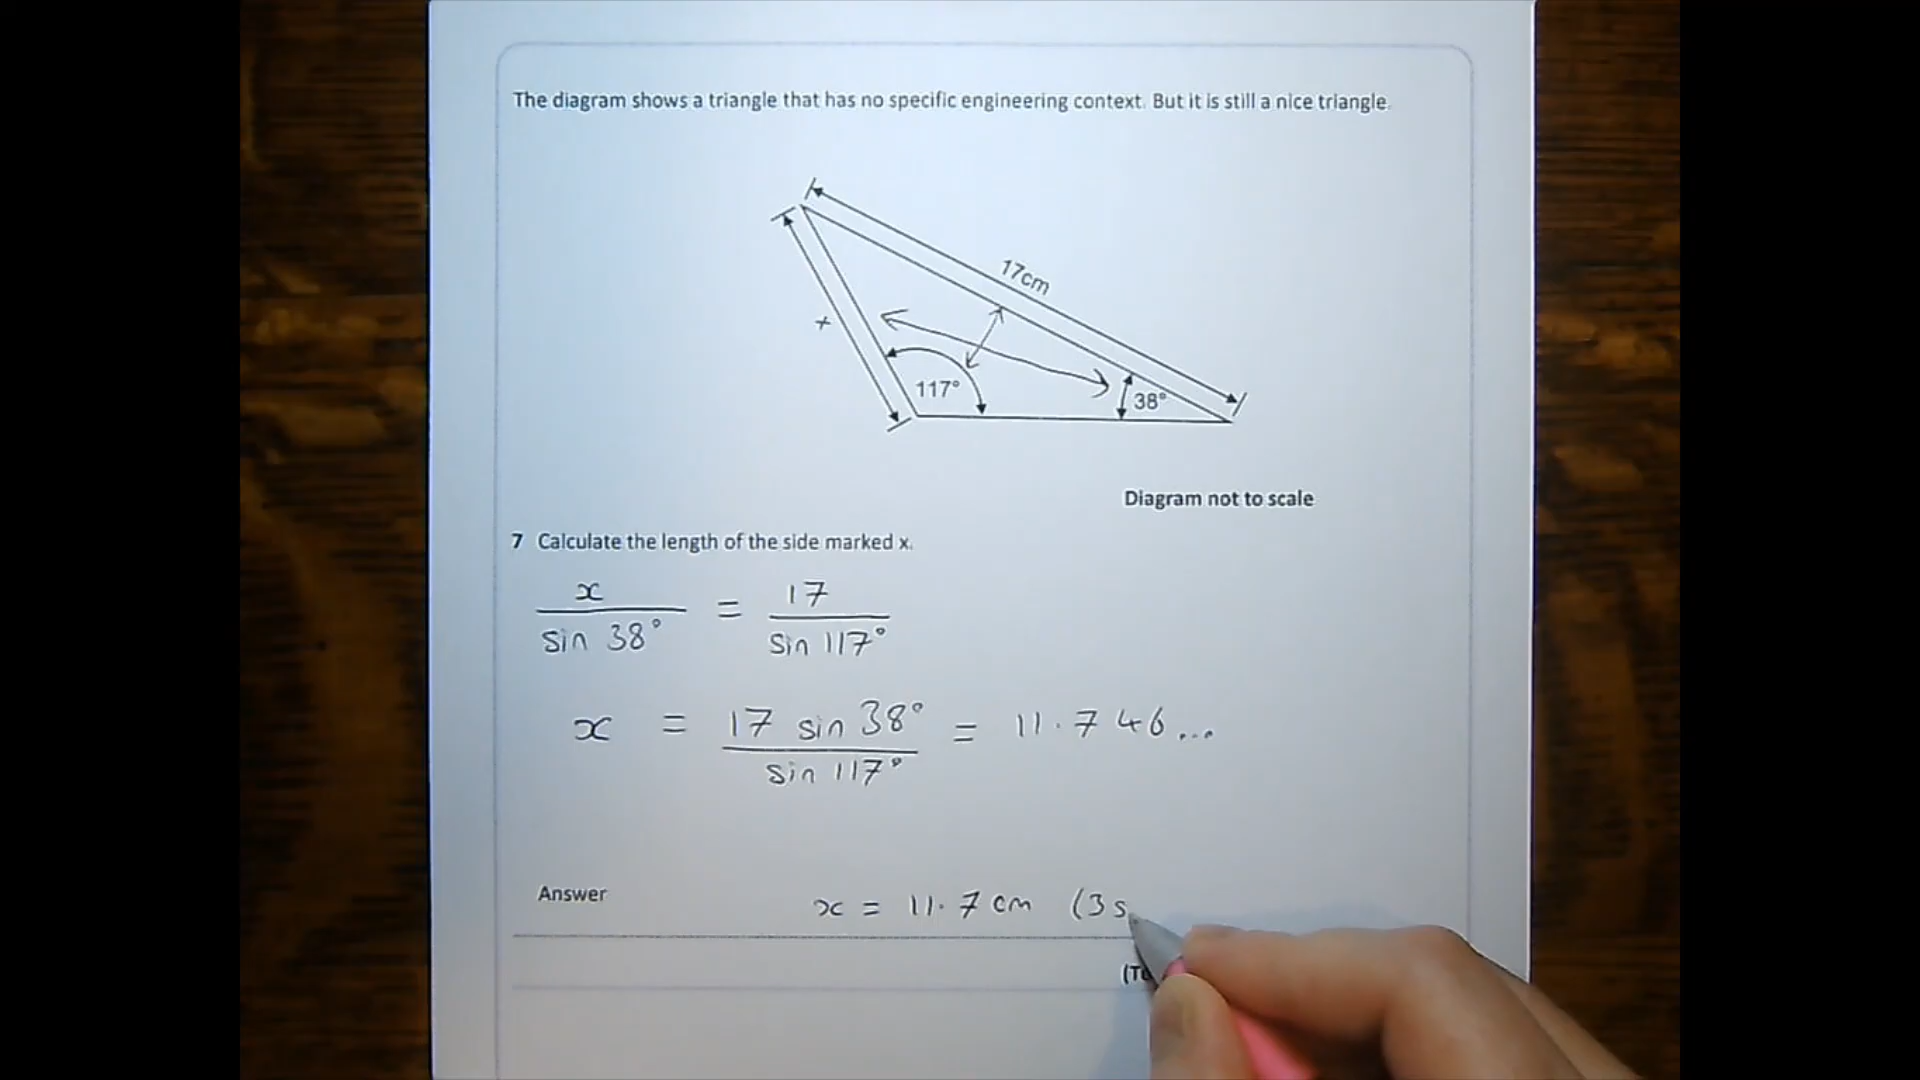 The diagram shows a triangle that has no specific engineering context. But it is still a nice triangle.
17cm
x
117°
38°
Diagram not to scale
7 Calculate the length of the side marked x.
x / sin 38° = 17 / sin 117°
x = 17 sin 38° / sin 117° = 11.746...
Answer x = 11.7 cm (3 s